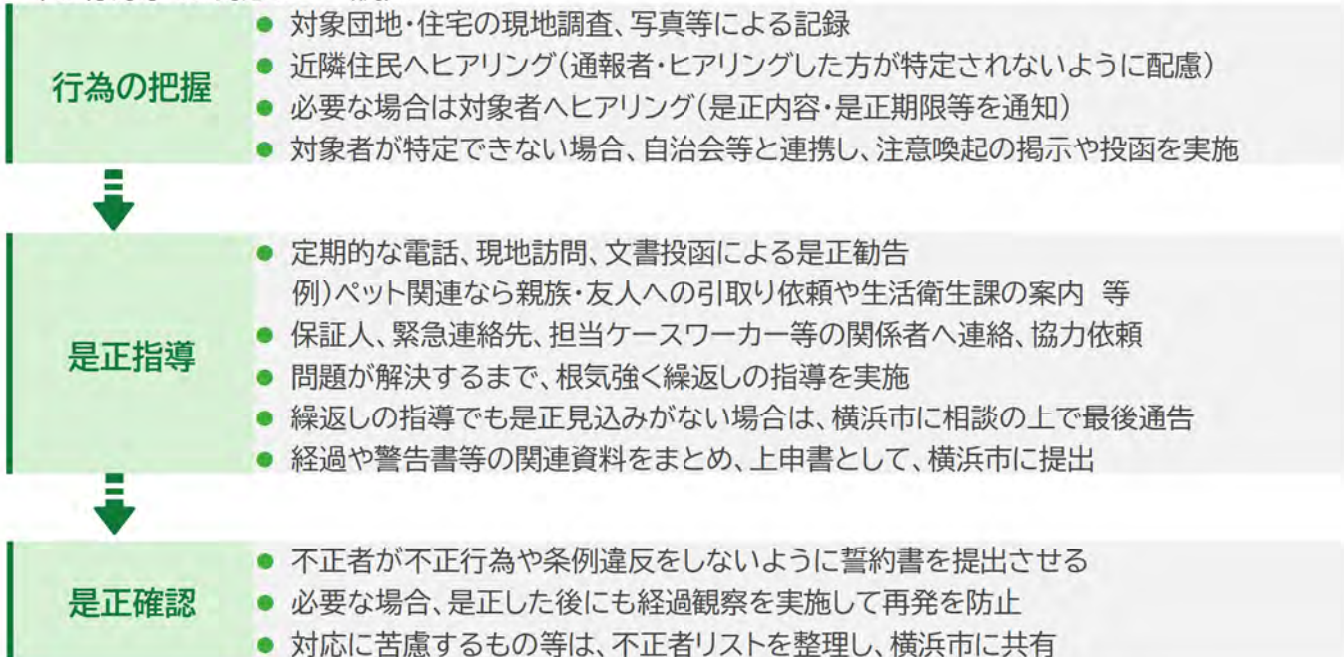 行為の把握
● 対象団地・住宅の現地調査、写真等による記録
● 近隣住民へヒアリング(通報者・ヒアリングした方が特定されないように配慮)
● 必要な場合は対象者へヒアリング(是正内容・是正期限等を通知)
● 対象者が特定できない場合、自治会等と連携し、注意喚起の掲示や投函を実施
是正指導
● 定期的な電話、現地訪問、文書投函による是正勧告
例)ペット関連なら親族・友人への引取り依頼や生活衛生課の案内 等
● 保証人、緊急連絡先、担当ケースワーカー等の関係者へ連絡、協力依頼
● 問題が解決するまで、根気強く繰返しの指導を実施
● 繰返しの指導でも是正見込みがない場合は、横浜市に相談の上で最後通告
● 経過や警告書等の関連資料をまとめ、上申書として、横浜市に提出
是正確認
● 不正者が不正行為や条例違反をしないように誓約書を提出させる
● 必要な場合、是正した後にも経過観察を実施して再発を防止
● 対応に苦慮するもの等は、不正者リストを整理し、横浜市に共有